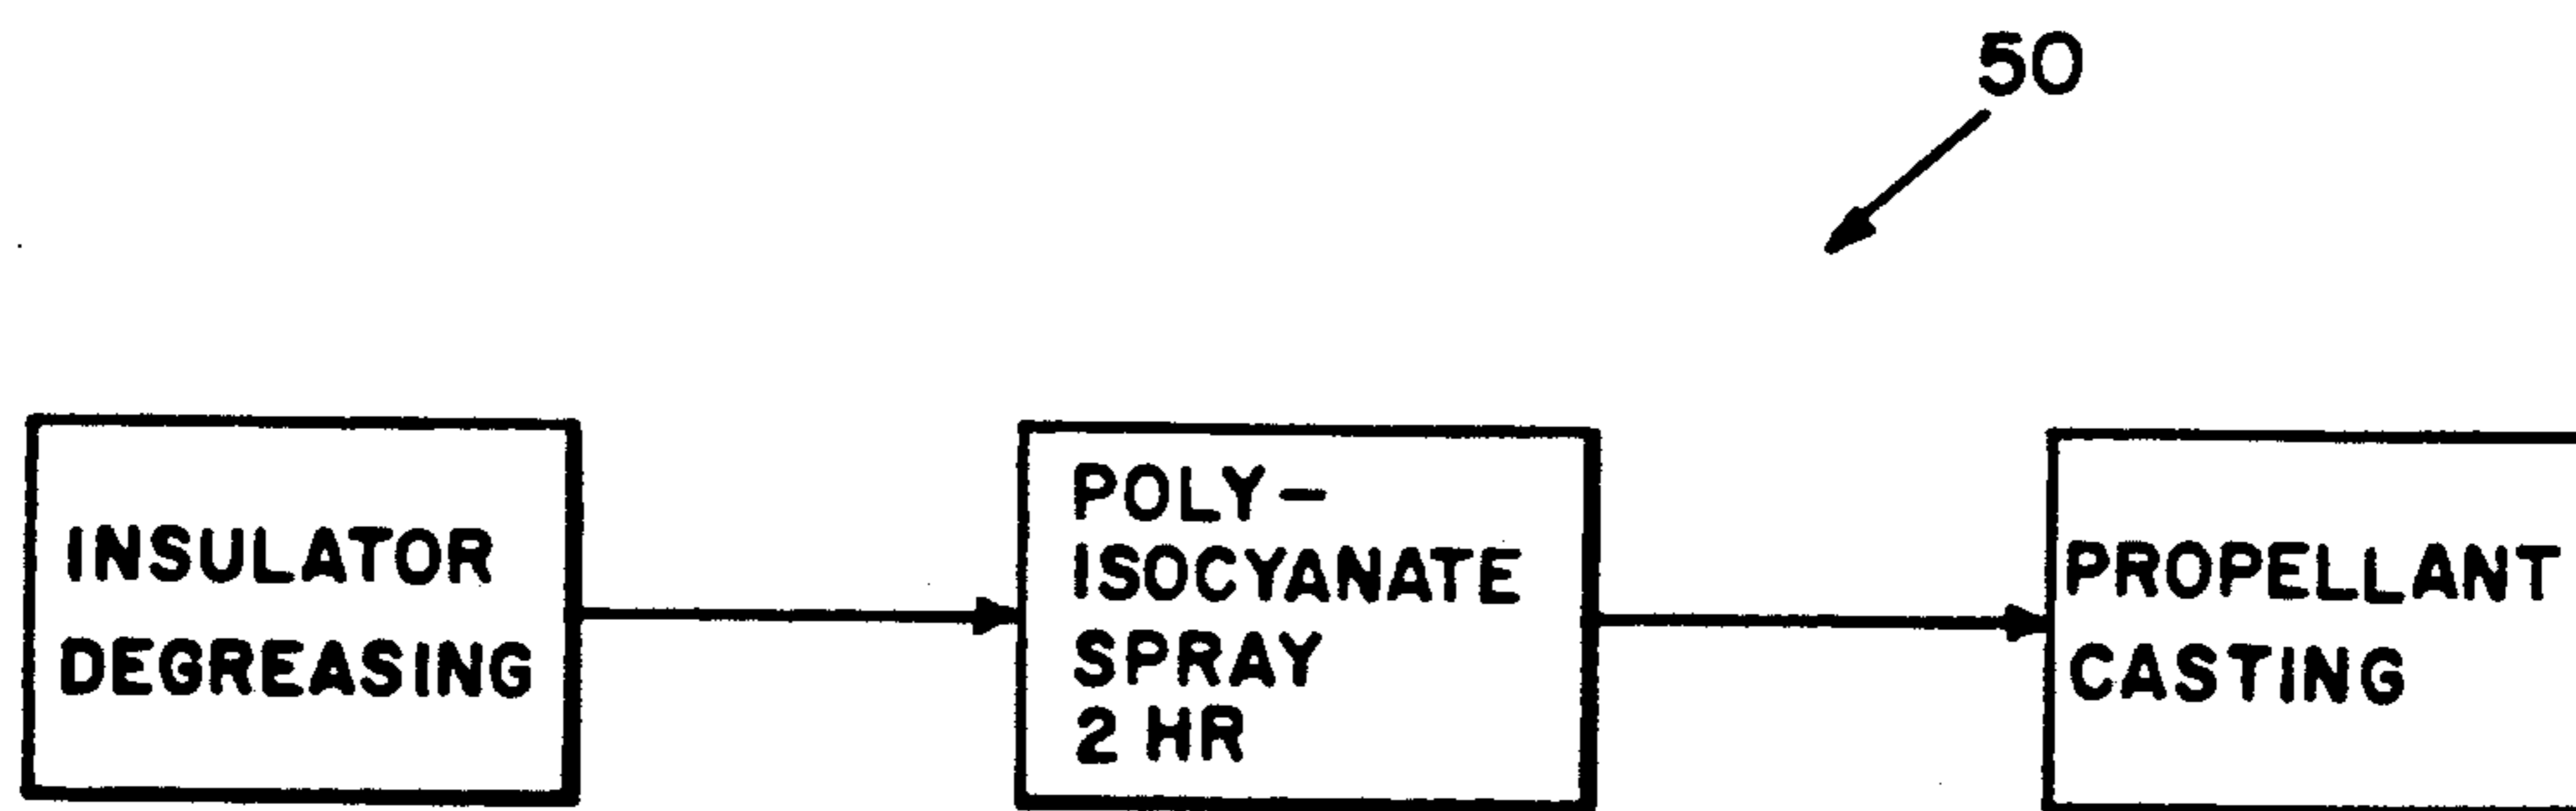 50
INSULATOR
DEGREASING
POLY-
ISOCYANATE
SPRAY
2 HR
PROPELLANT
CASTING